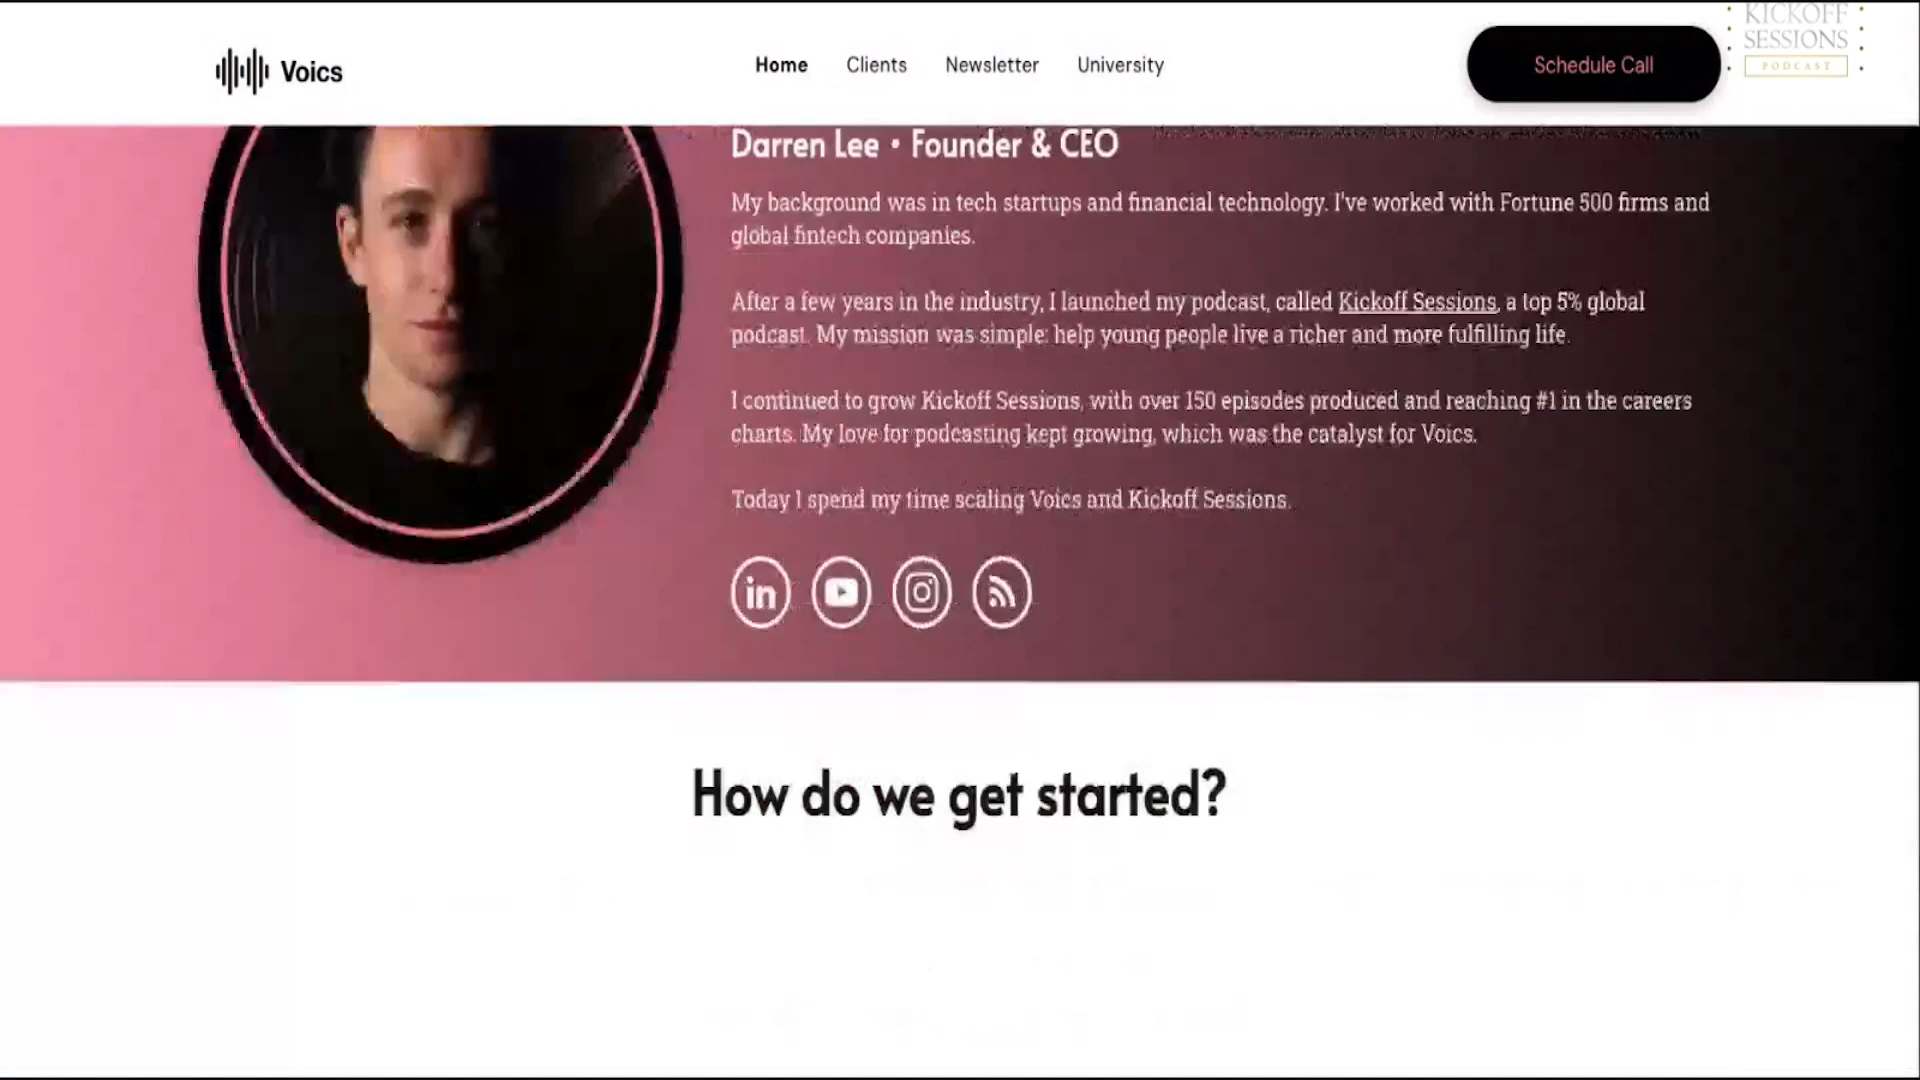 KICKOFF
SESSIONS
PODCAST
Voics
Home
Clients
Newsletter
University
Schedule Call
Darren Lee • Founder & CEO
My background was in tech startups and financial technology. I've worked with Fortune 500 firms and
global fintech companies.
After a few years in the industry, I launched my podcast, called Kickoff Sessions, a top 5% global
podcast. My mission was simple: help young people live a richer and more fulfilling life.
I continued to grow Kickoff Sessions, with over 150 episodes produced and reaching #1 in the careers
charts. My love for podcasting kept growing, which was the catalyst for Voics.
Today I spend my time scaling Voics and Kickoff Sessions.
in
How do we get started?